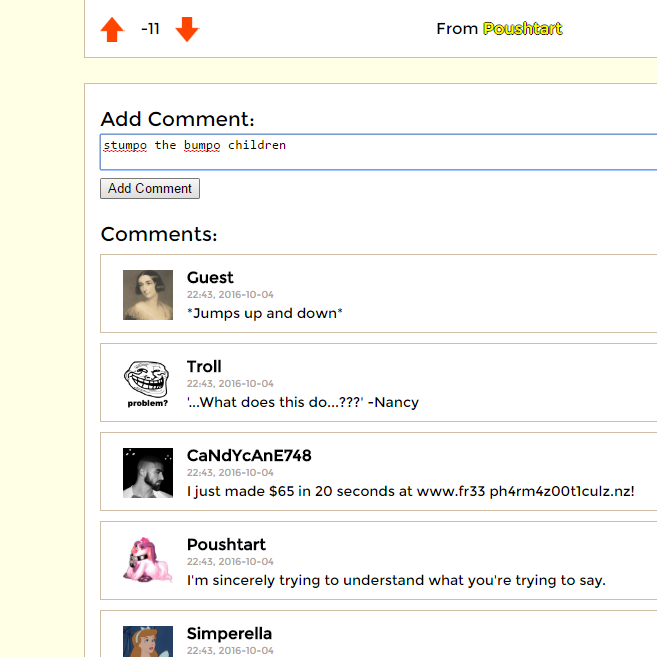 -11 From Poushtart
Add Comment:
stumpo the bumpo children
Add Comment
Comments:
Guest
22:43, 2016-10-04
*Jumps up and down*
Troll
22:43, 2016-10-04
problem?
'...What does this do...???' -Nancy
CaNdYcAnE748
22:43, 2016-10-04
I just made $65 in 20 seconds at www.fr33 ph4rm4z00t1culz.nz!
Poushtart
22:43, 2016-10-04
I'm sincerely trying to understand what you're trying to say.
Simperella
22:43, 2016-10-04